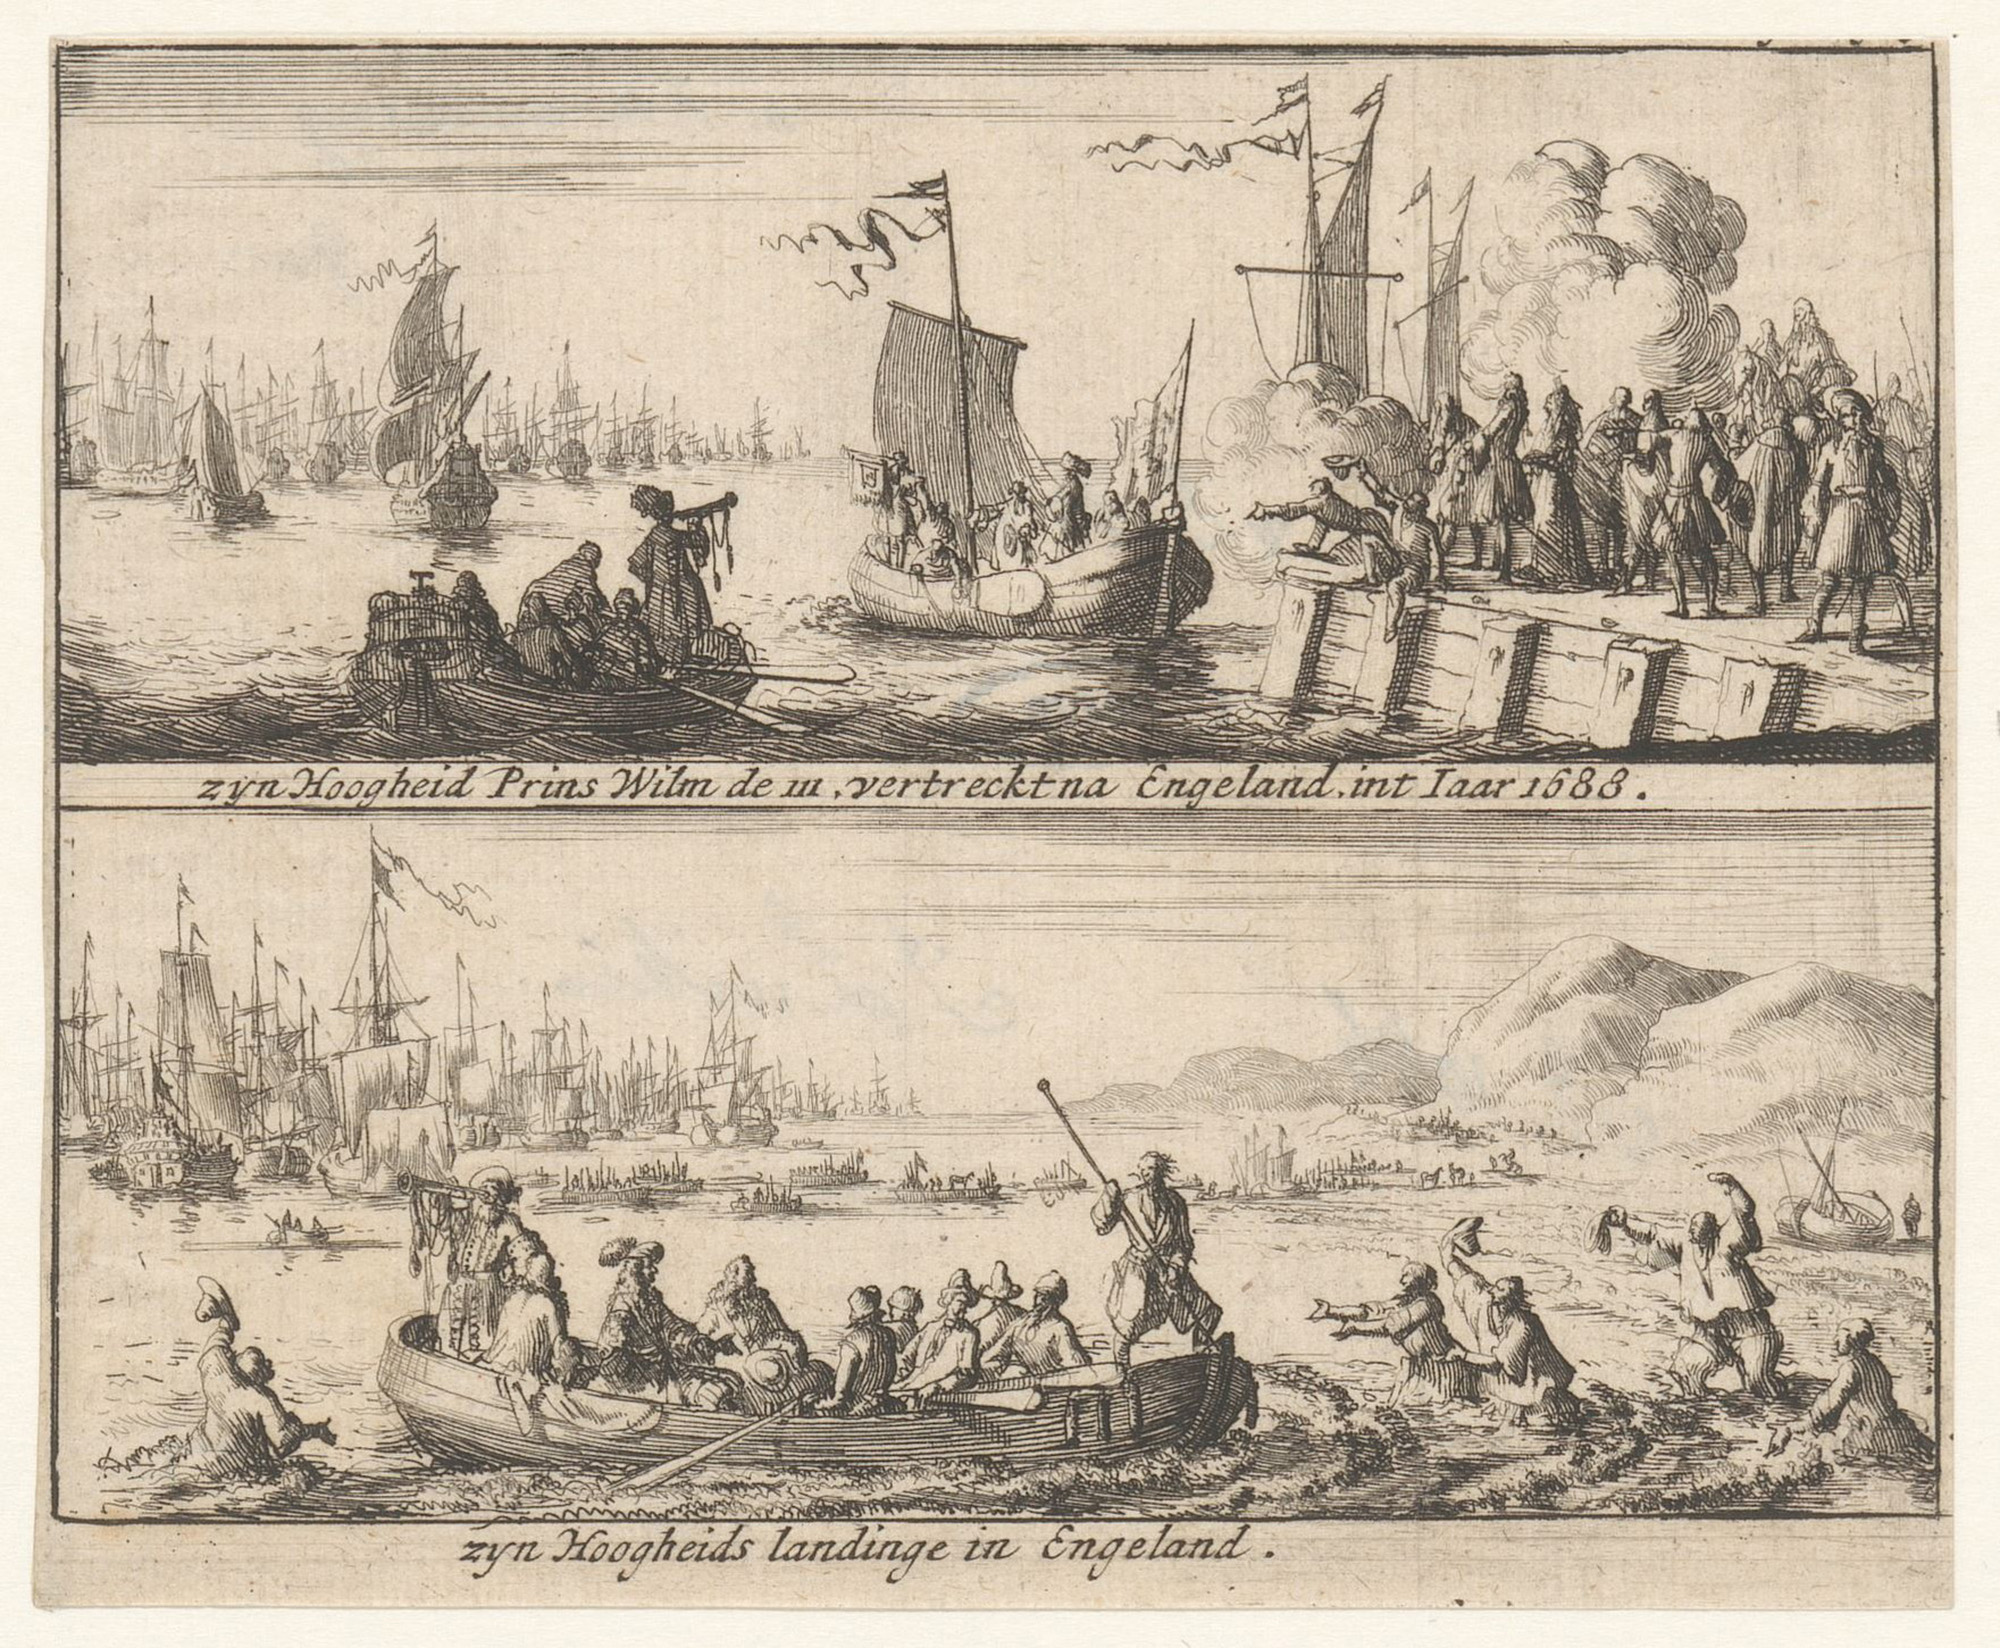 zyn Hoogheid Prins Wilm de III, vertreckt na Engeland, int Iaar 1688.
zyn Hoogheids landinge in Engeland.